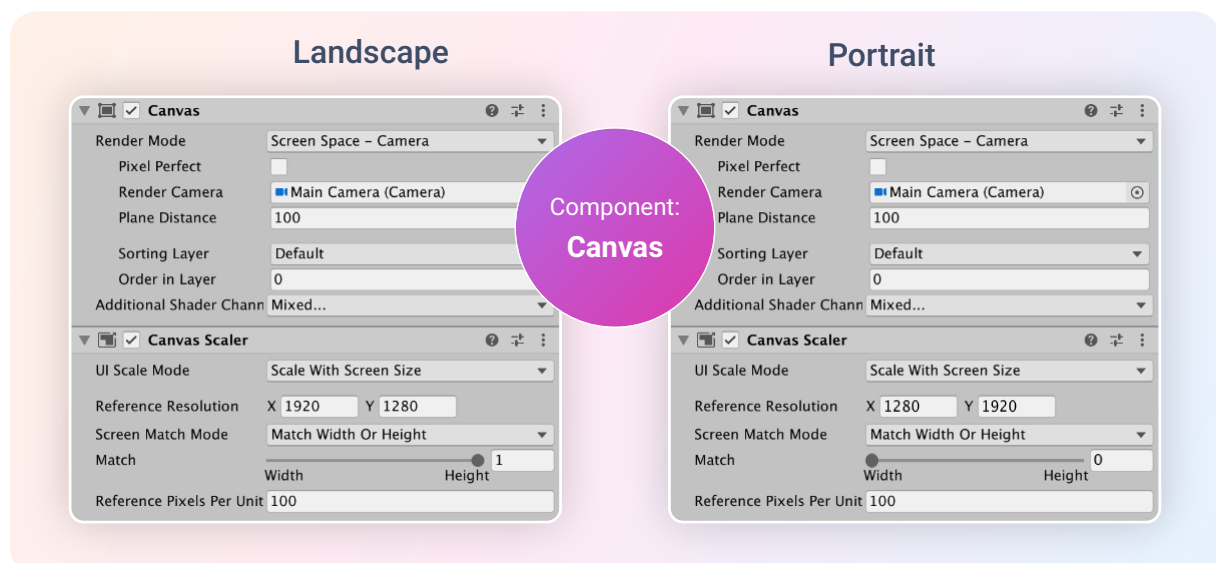 Landscape
Canvas
Render Mode Screen Space – Camera
Pixel Perfect
Render Camera Main Camera (Camera)
Plane Distance 100
Sorting Layer Default
Order in Layer 0
Additional Shader Chann Mixed...
Canvas Scaler
UI Scale Mode Scale With Screen Size
Reference Resolution X 1920 Y 1280
Screen Match Mode Match Width Or Height
Match 1
Width Height
Reference Pixels Per Unit 100
Component:
Canvas
Portrait
Canvas
Render Mode Screen Space – Camera
Pixel Perfect
Render Camera Main Camera (Camera)
Plane Distance 100
Sorting Layer Default
Order in Layer 0
Additional Shader Chann Mixed...
Canvas Scaler
UI Scale Mode Scale With Screen Size
Reference Resolution X 1280 Y 1920
Screen Match Mode Match Width Or Height
Match 0
Width Height
Reference Pixels Per Unit 100